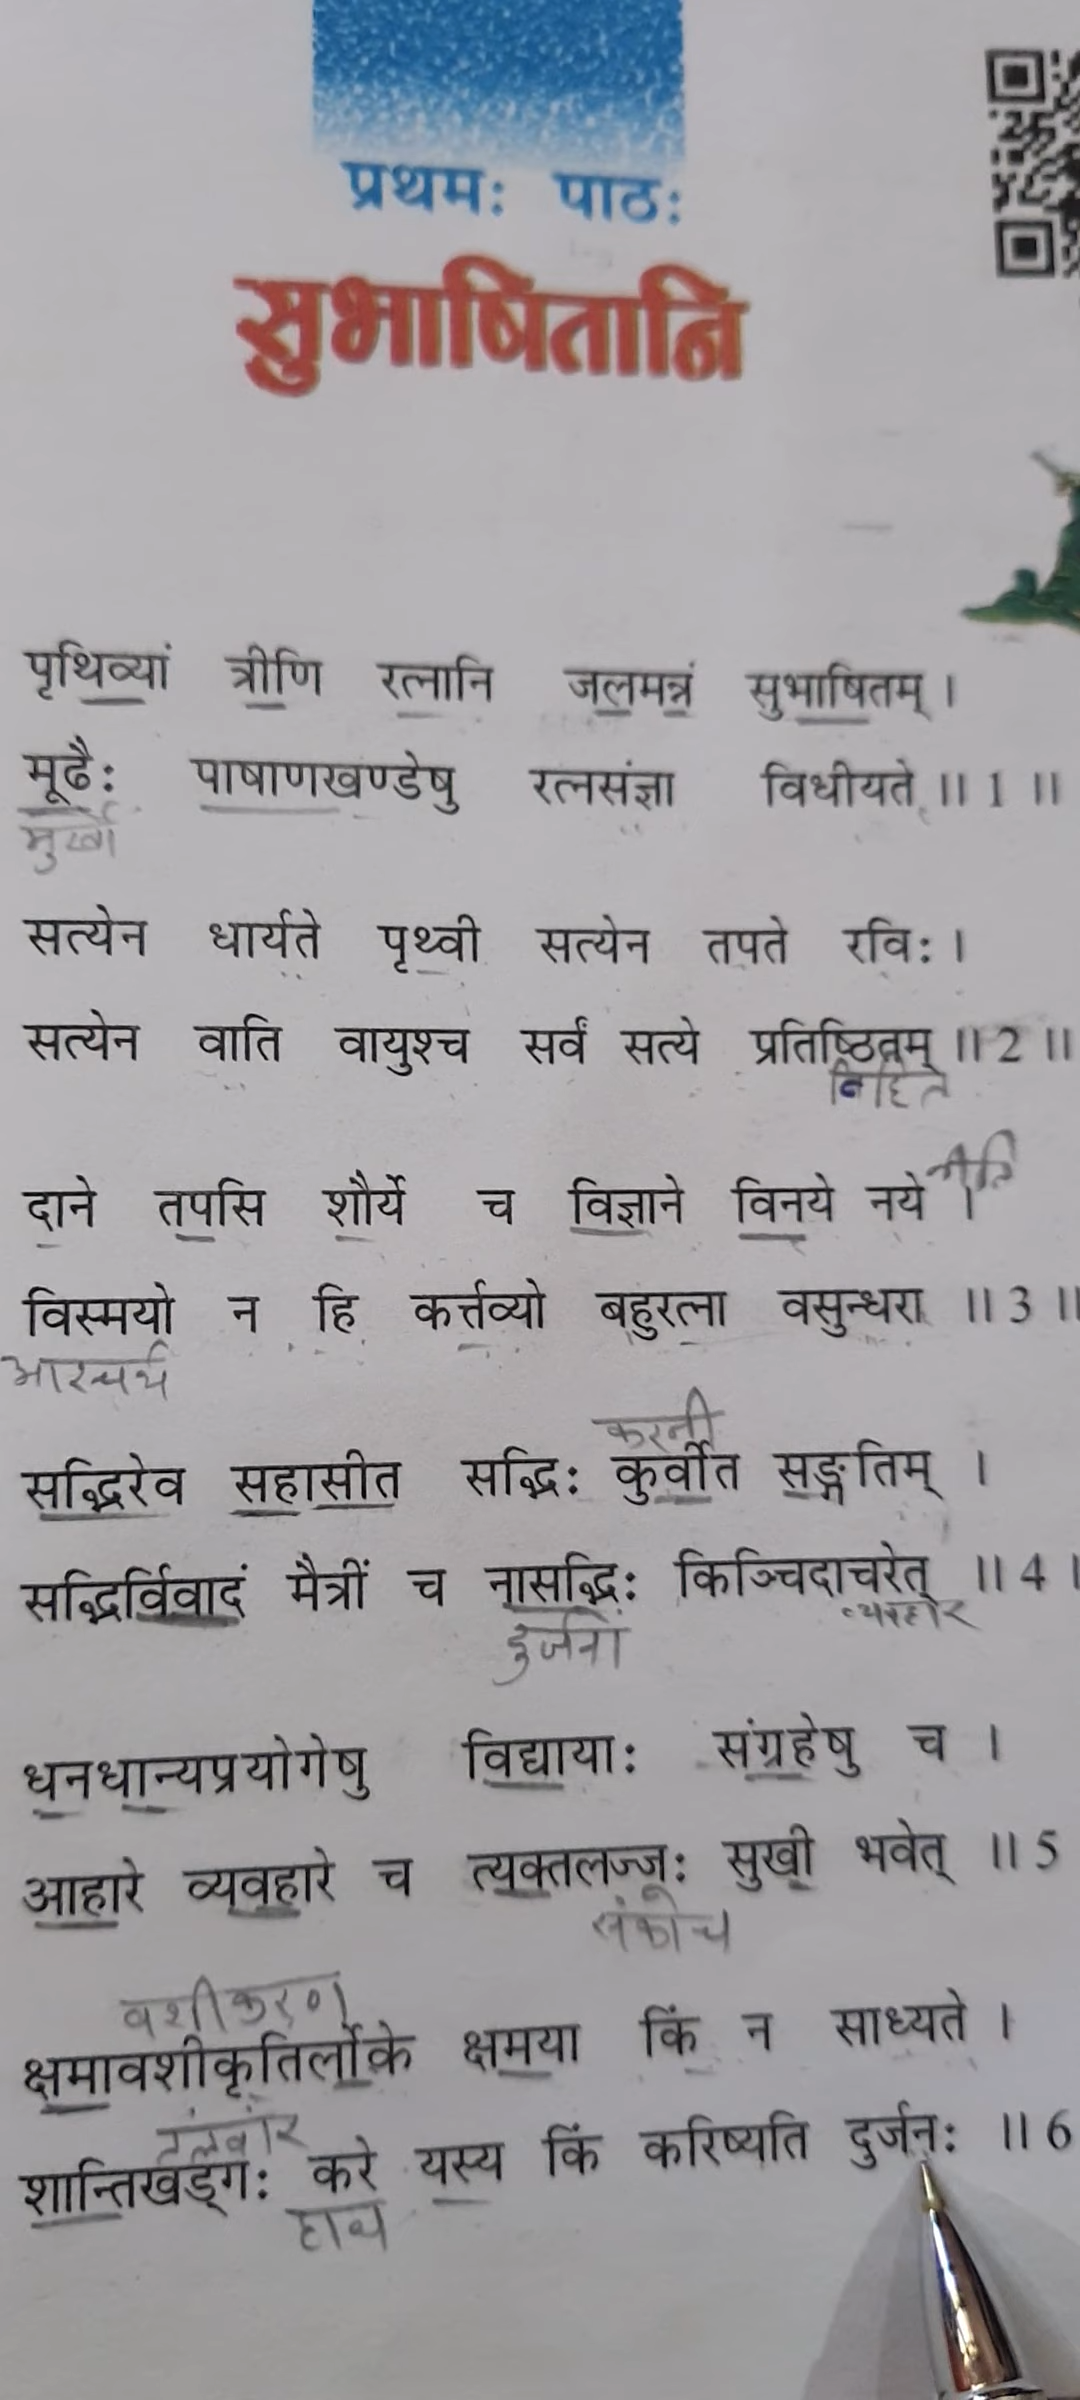 प्रथमः पाठः
सुभाषितानि
पृथिव्यां त्रीणि रत्नानि जलमन्नं सुभाषितम् ।
मूढैः पाषाणखण्डेषु रत्नसंज्ञा विधीयते ॥ 1 ॥
मुर्खो
सत्येन धार्यते पृथ्वी सत्येन तपते रविः ।
सत्येन वाति वायुश्च सर्वं सत्ये प्रतिष्ठितम् ॥ 2 ॥
निहित
नीति
दाने तपसि शौर्ये च विज्ञाने विनये नये ।
विस्मयो न हि कर्त्तव्यो बहुरत्ना वसुन्धरा ॥ 3 ॥
आश्चर्य
करनी
सद्भिरेव सहासीत सद्भिः कुर्वीत सङ्गतिम् ।
सद्भिर्विवादं मैत्रीं च नासद्भिः किञ्चिदाचरेत् ॥ 4 ।
व्यवहार
दुर्जनों
धनधान्यप्रयोगेषु विद्यायाः संग्रहेषु च ।
आहारे व्यवहारे च त्यक्तलज्जः सुखी भवेत् ॥ 5
संकोच
वशीकरण
क्षमावशीकृतिर्लोके क्षमया किं न साध्यते ।
तलवार
शान्तिखड्गः करे यस्य किं करिष्यति दुर्जनः ॥ 6
हाथ